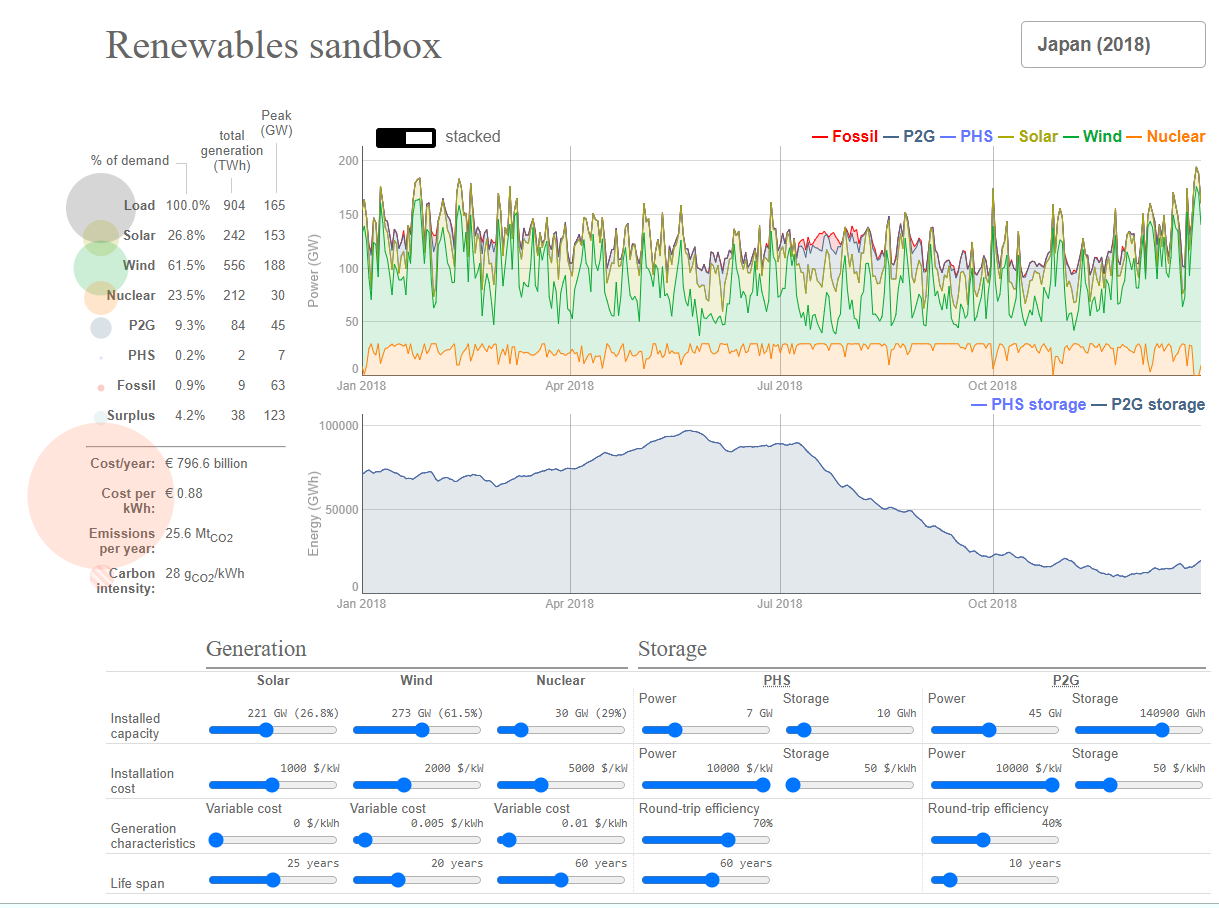 Renewables sandbox
Japan (2018)
stacked
Fossil P2G PHS Solar Wind Nuclear
% of demand
total generation (TWh)
Peak (GW)
Load 100.0% 904 165
Solar 26.8% 242 153
Wind 61.5% 556 188
Nuclear 23.5% 212 30
P2G 9.3% 84 45
PHS 0.2% 2 7
Fossil 0.9% 9 63
Surplus 4.2% 38 123
Cost/year: € 796.6 billion
Cost per kWh: € 0.88
Emissions per year: 25.6 MtCO2
Carbon intensity: 28 gCO2/kWh
Power (GW)
200
150
100
50
0
Jan 2018 Apr 2018 Jul 2018 Oct 2018
PHS storage P2G storage
Energy (GWh)
100000
50000
0
Jan 2018 Apr 2018 Jul 2018 Oct 2018
Generation Storage
Solar Wind Nuclear PHS P2G
Power Storage Power Storage
Installed capacity 221 GW (26.8%) 273 GW (61.5%) 30 GW (29%) 7 GW 10 GWh 45 GW 140900 GWh
Power Storage Power Storage
Installation cost 1000 $/kW 2000 $/kW 5000 $/kW 10000 $/kW 50 $/kWh 10000 $/kW 50 $/kWh
Variable cost Variable cost Variable cost Round-trip efficiency Round-trip efficiency
Generation characteristics 0 $/kWh 0.005 $/kWh 0.01 $/kWh 70% 40%
Life span 25 years 20 years 60 years 60 years 10 years